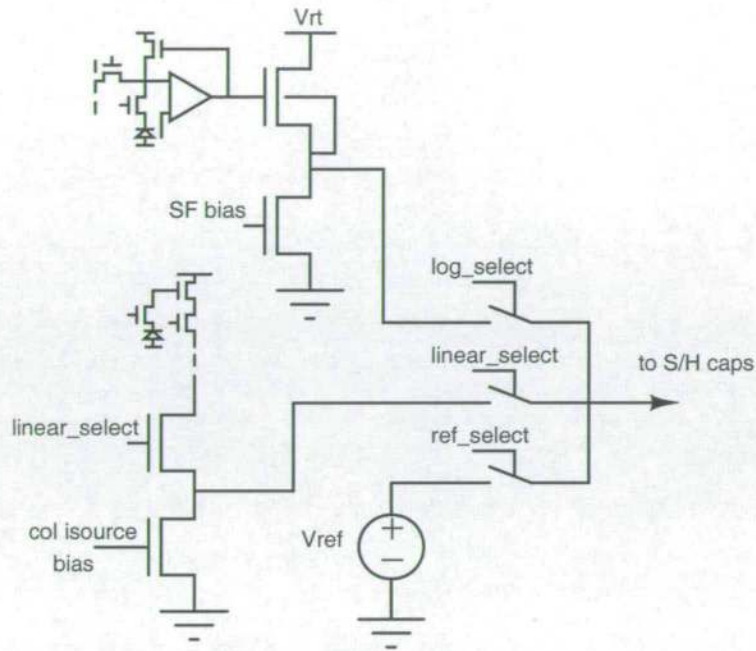 Vrt
SF bias
log_select
linear_select
to S/H caps
linear_select
ref_select
col isource
bias
Vref
+
−